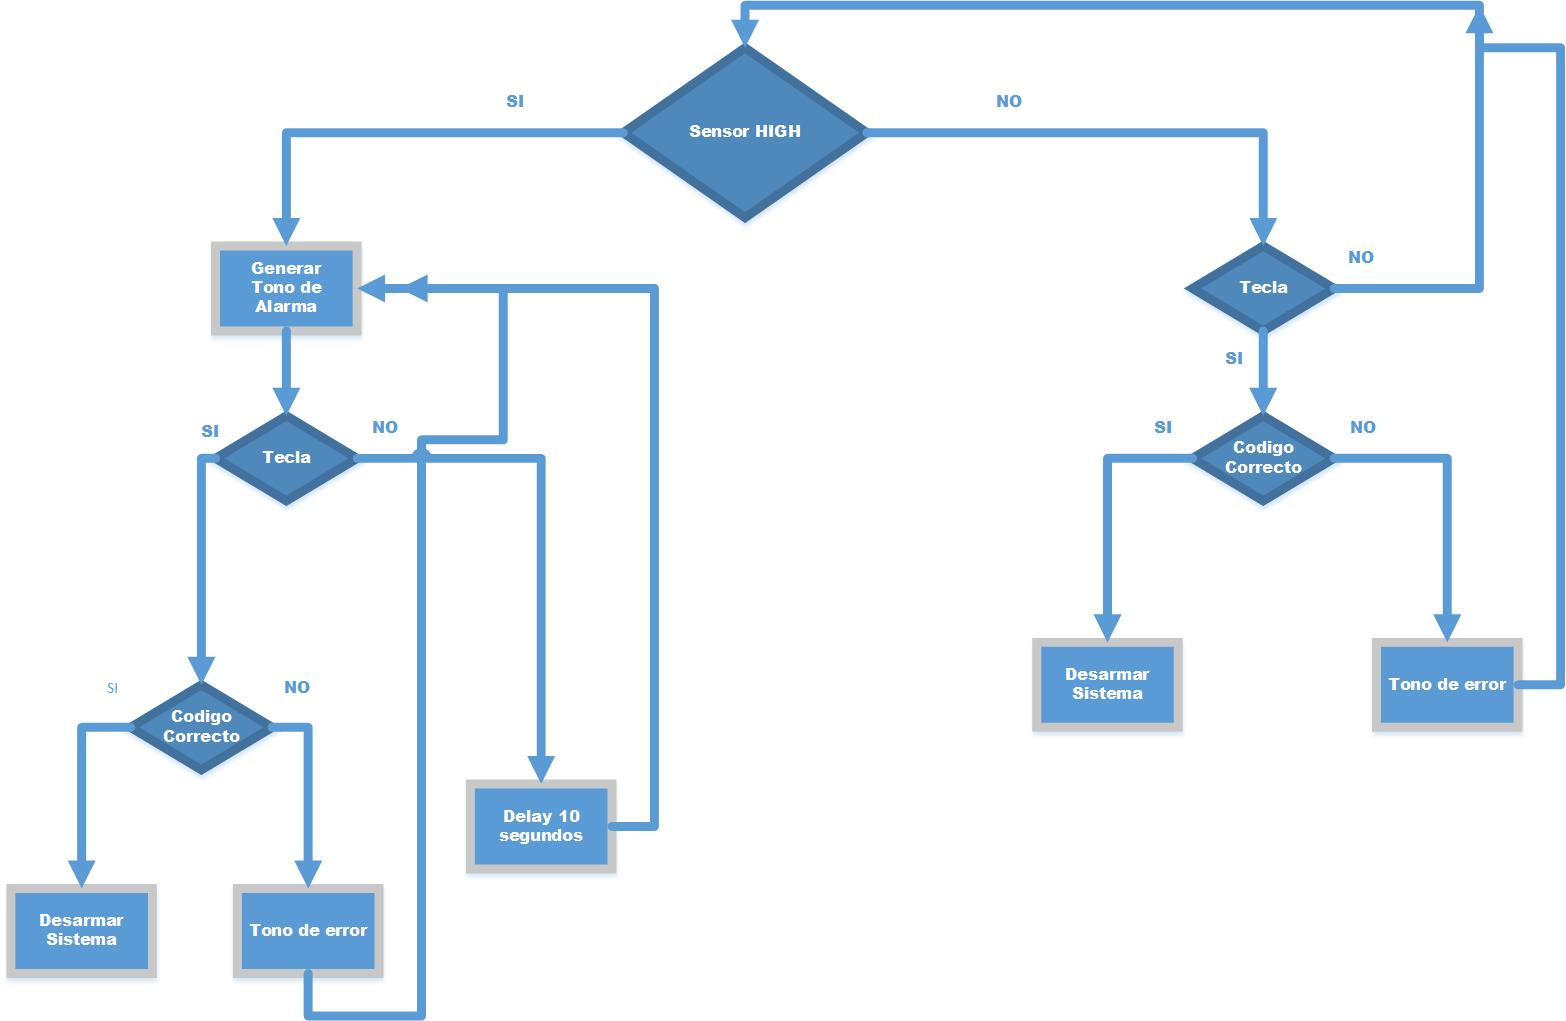 SI
NO
Sensor HIGH
Generar
Tono de
Alarma
NO
Tecla
SI
SI
NO
Tecla
SI
NO
Codigo
Correcto
Desarmar
Sistema
Tono de error
SI
NO
Codigo
Correcto
Delay 10
segundos
Desarmar
Sistema
Tono de error